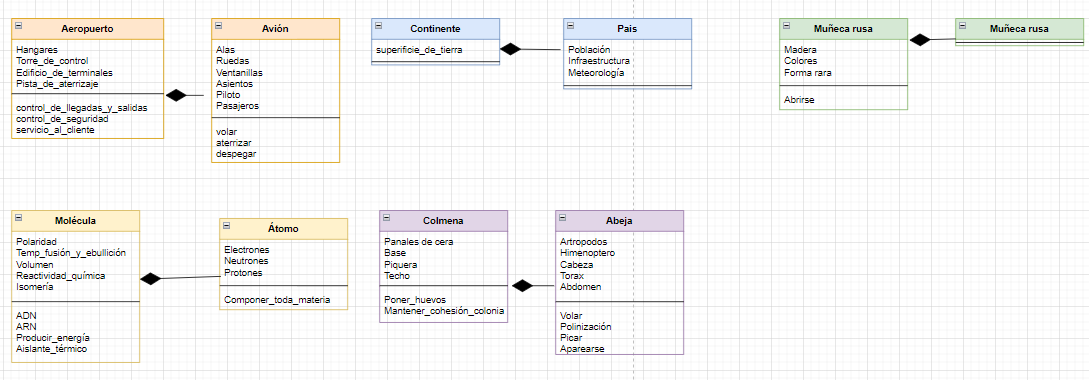 Aeropuerto
Hangares
Torre_de_control
Edificio_de_terminales
Pista_de_aterrizaje
control_de_llegadas_y_salidas
control_de_seguridad
servicio_al_cliente
Avión
Alas
Ruedas
Ventanillas
Asientos
Piloto
Pasajeros
volar
aterrizar
despegar
Continente
superificie_de_tierra
País
Población
Infraestructura
Meteorología
Muñeca rusa
Madera
Colores
Forma rara
Abrirse
Muñeca rusa
Molécula
Polaridad
Temp_fusión_y_ebullición
Volumen
Reactividad_química
Isomería
ADN
ARN
Producir_energía
Aislante_térmico
Átomo
Electrones
Neutrones
Protones
Componer_toda_materia
Colmena
Panales de cera
Base
Piquera
Techo
Poner_huevos
Mantener_cohesión_colonia
Abeja
Artropodos
Himenoptero
Cabeza
Torax
Abdomen
Volar
Polinización
Picar
Aparearse